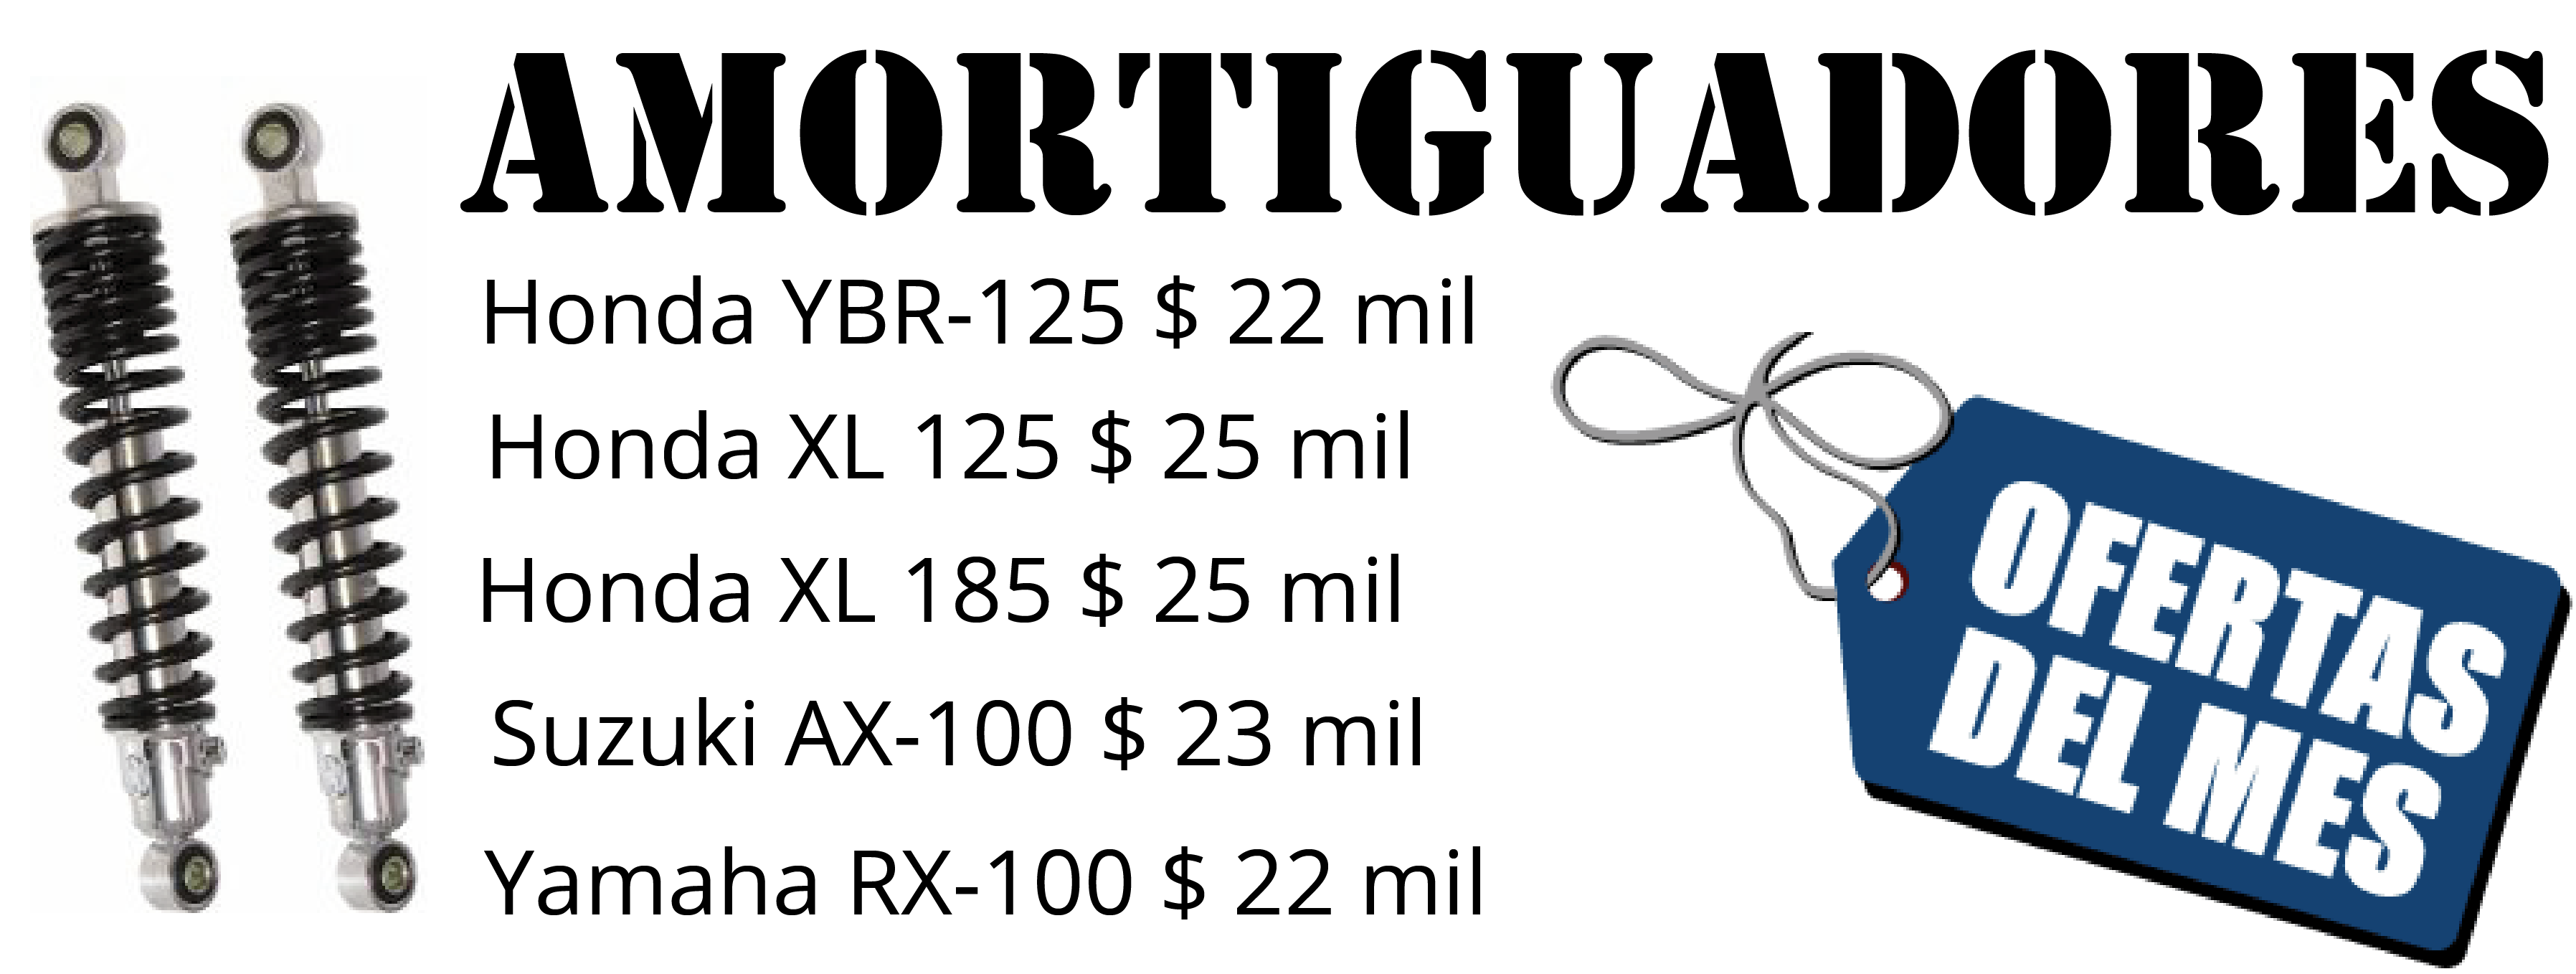 AMORTIGUADORES
Honda YBR-125 $ 22 mil
Honda XL 125 $ 25 mil
Honda XL 185 $ 25 mil
Suzuki AX-100 $ 23 mil
Yamaha RX-100 $ 22 mil
OFERTAS
DEL MES